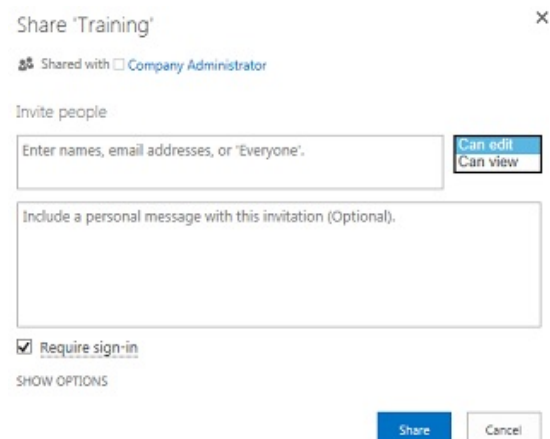 Share 'Training'
Shared with Company Administrator
Invite people
Enter names, email addresses, or 'Everyone'.
Can edit
Can view
Include a personal message with this invitation (Optional).
Require sign-in
SHOW OPTIONS
Share Cancel